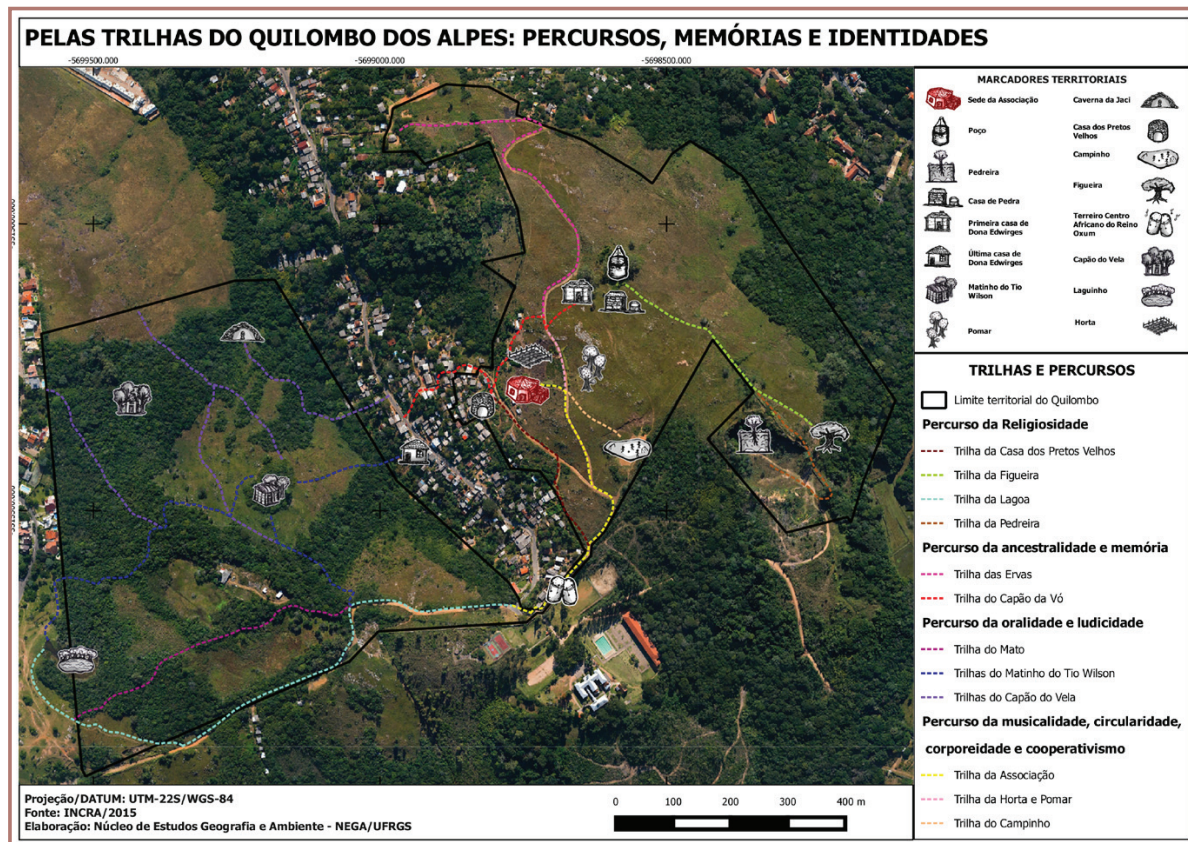 PELAS TRILHAS DO QUILOMBO DOS ALPES: PERCURSOS, MEMÓRIAS E IDENTIDADES
-5699500.000
-5699000.000
-5698500.000
MARCADORES TERRITORIAIS
Sede da Associação
Poço
Pedreira
Casa de Pedra
Primeira casa de
Dona Edwirges
Última casa de
Dona Edwirges
Matinho do Tio
Wilson
Pomar
Caverna da Jaci
Casa dos Pretos
Velhos
Campinho
Figueira
Terreiro Centro
Africano do Reino
Oxum
Capão do Vela
Laguinho
Horta
TRILHAS E PERCURSOS
Limite territorial do Quilombo
Percurso da Religiosidade
Trilha da Casa dos Pretos Velhos
Trilha da Figueira
Trilha da Lagoa
Trilha da Pedreira
Percurso da ancestralidade e memória
Trilha das Ervas
Trilha do Capão da Vó
Percurso da oralidade e ludicidade
Trilha do Mato
Trilhas do Matinho do Tio Wilson
Trilhas do Capão do Vela
Percurso da musicalidade, circularidade,
corporeidade e cooperativismo
Trilha da Associação
Trilha da Horta e Pomar
Trilha do Campinho
Projeção/DATUM: UTM-22S/WGS-84
Fonte: INCRA/2015
Elaboração: Núcleo de Estudos Geografia e Ambiente - NEGA/UFRGS
0 100 200 300 400 m